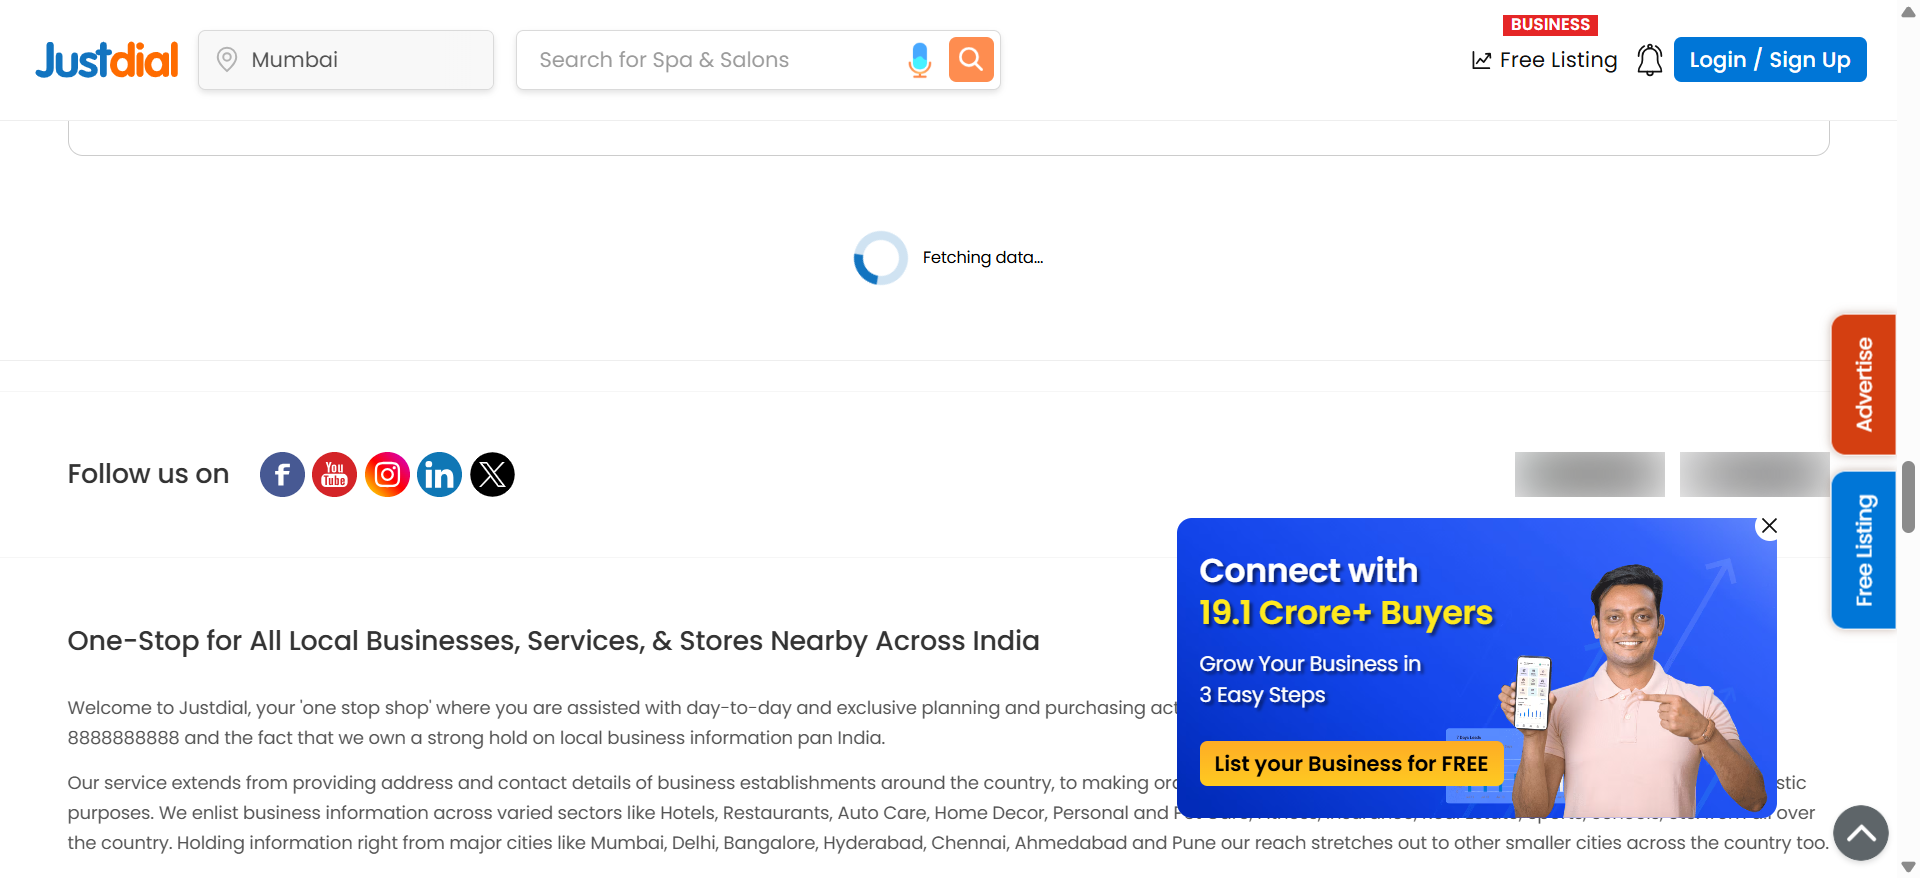 BUSINESS
Justdial
Mumbai
Search for Spa & Salons
Free Listing
Login / Sign Up
Fetching data...
Advertise
Free Listing
Follow us on
f
You
Tube
in
X
Connect with
19.1 Crore+ Buyers
Grow Your Business in
3 Easy Steps
List your Business for FREE
One-Stop for All Local Businesses, Services, & Stores Nearby Across India
Welcome to Justdial, your 'one stop shop' where you are assisted with day-to-day and exclusive planning and purchasing
8888888888 and the fact that we own a strong hold on local business information pan India.
Our service extends from providing address and contact details of business establishments around the country, to making
purposes. We enlist business information across varied sectors like Hotels, Restaurants, Auto Care, Home Decor, Personal and over
the country. Holding information right from major cities like Mumbai, Delhi, Bangalore, Hyderabad, Chennai, Ahmedabad and Pune our reach stretches out to other smaller cities across the country too.